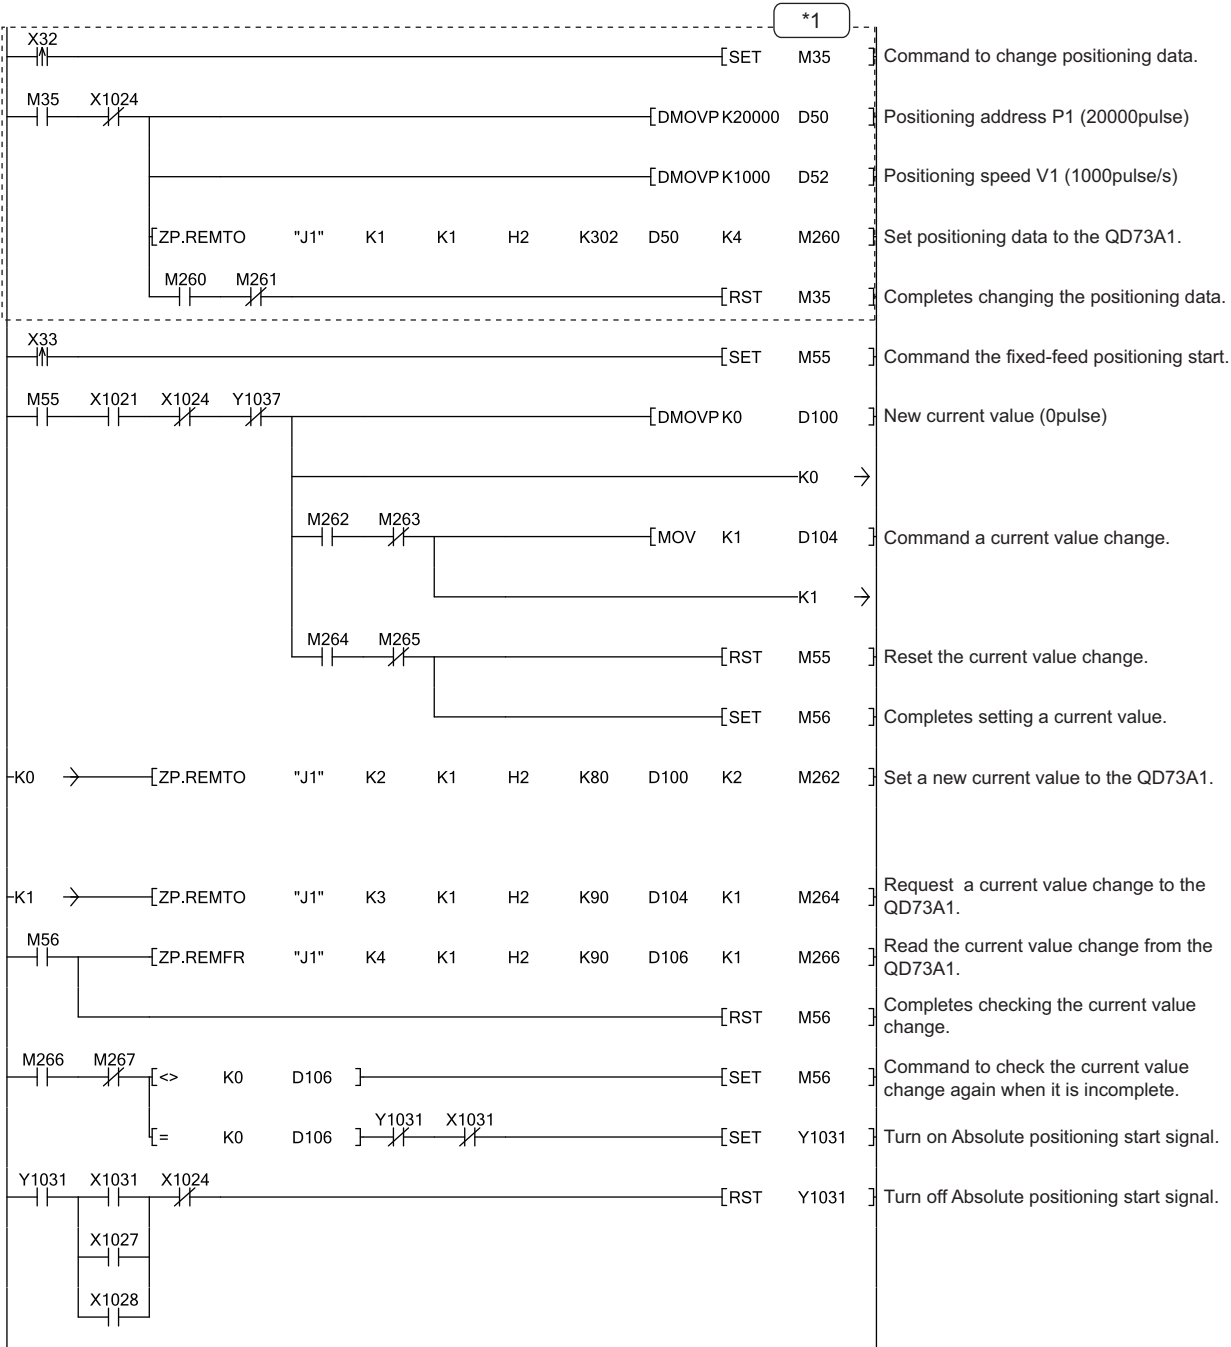 *1
X32
[SET M35 ] Command to change positioning data.
M35 X1024
[DMOVP K20000 D50 ] Positioning address P1 (20000pulse)
[DMOVP K1000 D52 ] Positioning speed V1 (1000pulse/s)
[ZP.REMTO "J1" K1 K1 H2 K302 D50 K4 M260 ] Set positioning data to the QD73A1.
M260 M261
[RST M35 ] Completes changing the positioning data.
X33
[SET M55 ] Command the fixed-feed positioning start.
M55 X1021 X1024 Y1037
[DMOVP K0 D100 ] New current value (0pulse)
K0
M262 M263
[MOV K1 D104 ] Command a current value change.
K1
M264 M265
[RST M55 ] Reset the current value change.
[SET M56 ] Completes setting a current value.
K0 [ZP.REMTO "J1" K2 K1 H2 K80 D100 K2 M262 ] Set a new current value to the QD73A1.
K1 [ZP.REMTO "J1" K3 K1 H2 K90 D104 K1 M264 ] Request a current value change to the
QD73A1.
M56
[ZP.REMFR "J1" K4 K1 H2 K90 D106 K1 M266 ] Read the current value change from the
QD73A1.
[RST M56 ] Completes checking the current value
change.
M266 M267
[<> K0 D106 ] [SET M56 ] Command to check the current value
change again when it is incomplete.
Y1031 X1031
[= K0 D106 ] [SET Y1031 ] Turn on Absolute positioning start signal.
Y1031 X1031 X1024
[RST Y1031 ] Turn off Absolute positioning start signal.
X1027
X1028